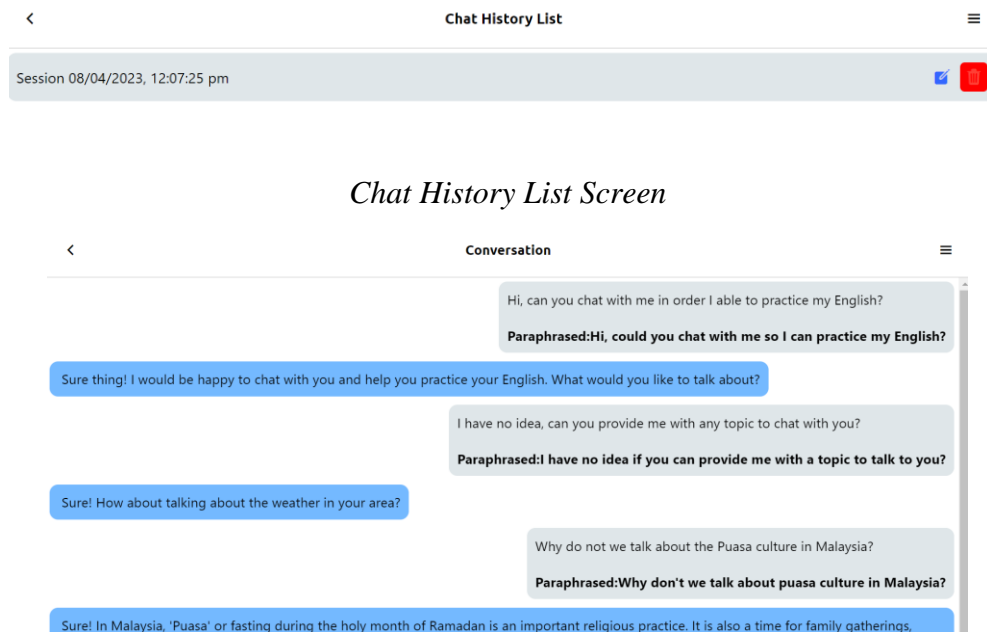 Chat History List
Session 08/04/2023, 12:07:25 pm
Chat History List Screen
Conversation
Hi, can you chat with me in order I able to practice my English?
Paraphrased:Hi, could you chat with me so I can practice my English?
Sure thing! I would be happy to chat with you and help you practice your English. What would you like to talk about?
I have no idea, can you provide me with any topic to chat with you?
Paraphrased:I have no idea if you can provide me with a topic to talk to you?
Sure! How about talking about the weather in your area?
Why do not we talk about the Puasa culture in Malaysia?
Paraphrased:Why don't we talk about puasa culture in Malaysia?
Sure! In Malaysia, 'Puasa' or fasting during the holy month of Ramadan is an important religious practice. It is also a time for family gatherings,